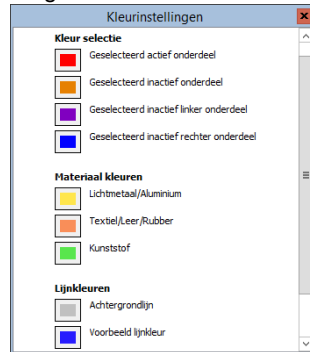 Kleurinstellingen
Kleur selectie
Geselecteerd actief onderdeel
Geselecteerd inactief onderdeel
Geselecteerd inactief linker onderdeel
Geselecteerd inactief rechter onderdeel
Materiaal kleuren
Lichtmetaal/Aluminium
Textiel/Leer/Rubber
Kunststof
Lijnkleuren
Achtergrondlijn
Voorbeeld lijnkleur